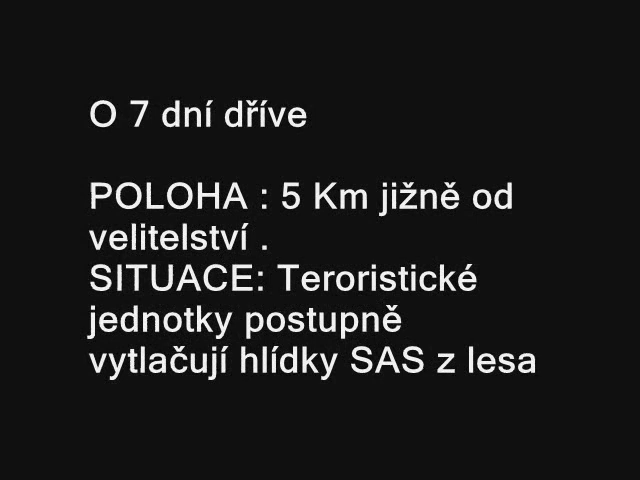 O 7 dní dříve
POLOHA : 5 Km jižně od
velitelství .
SITUACE: Teroristické
jednotky postupně
vytlačují hlídky SAS z lesa